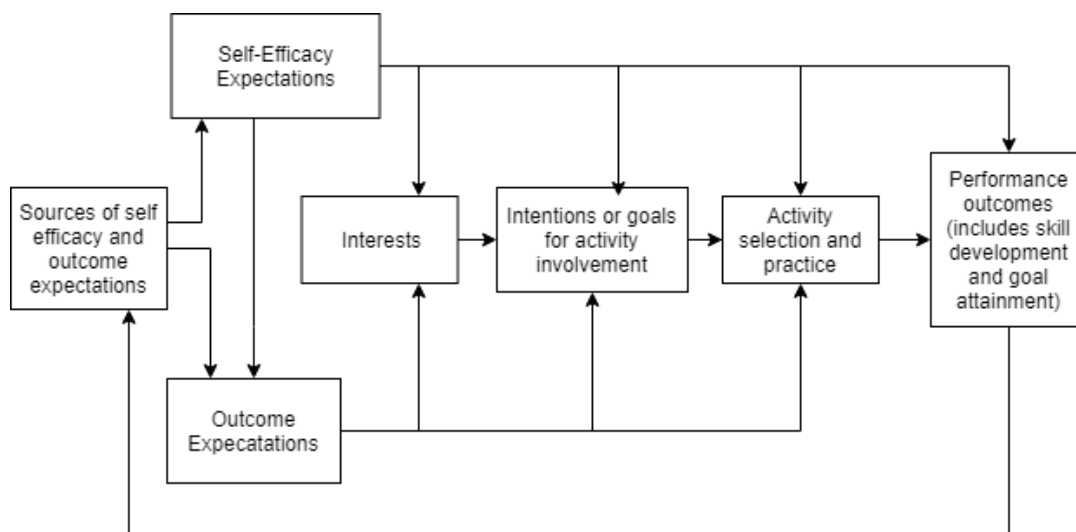 Self-Efficacy
Expectations
Sources of self
efficacy and
outcome
expectations
Interests
Intentions or goals
for activity
involvement
Activity
selection and
practice
Performance
outcomes
(includes skill
development
and goal
attainment)
Outcome
Expecatations